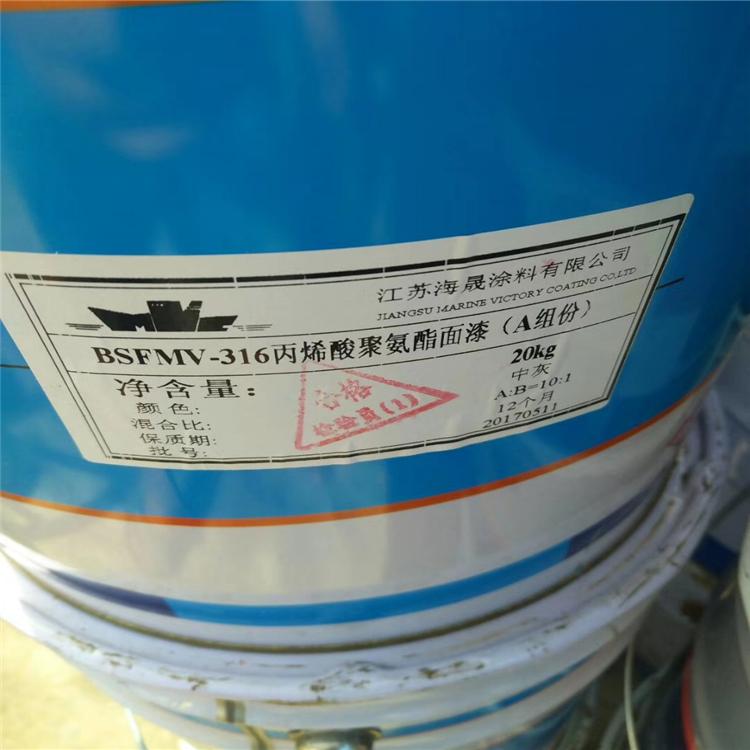 江苏海晟涂料有限公司
JIANGSU MARINE VICTORY COATING CO.LTD
BSFMV-316丙烯酸聚氨酯面漆（A组份）
净含量： 20kg
颜色: 中灰
混合比: A:B=10:1
保质期: 12个月
批号: 20170511
合格
检验员(1)